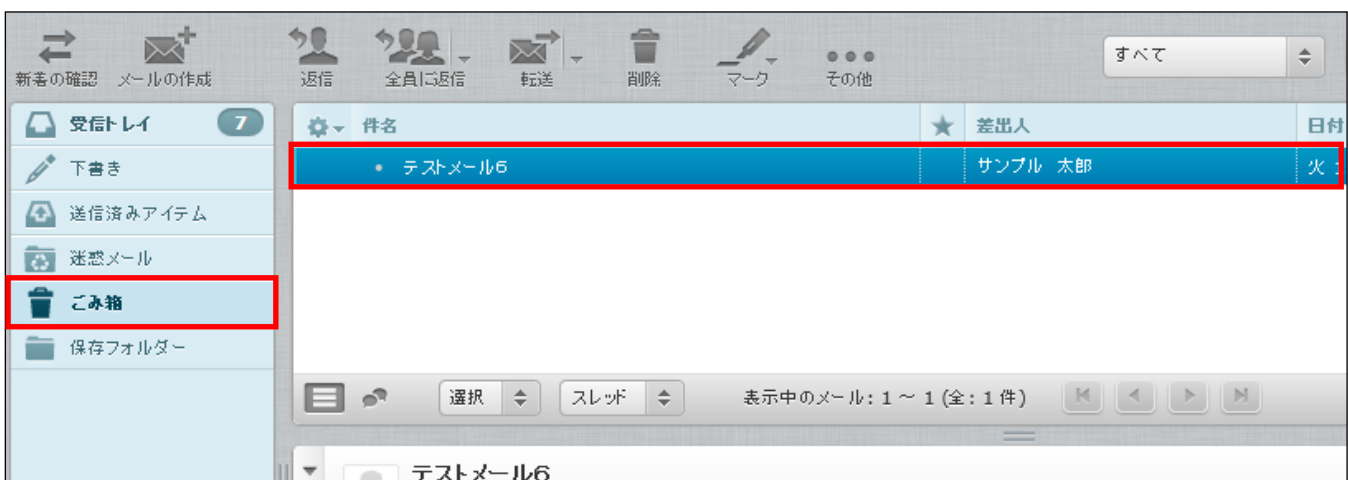 新着の確認 メールの作成 返信 全員に返信 転送 削除 マーク その他 すべて
受信トレイ 7
下書き
送信済みアイテム
迷惑メール
ごみ箱
保存フォルダー
件名 差出人 日付
テストメール6 サンプル 太郎 火
選択 スレッド 表示中のメール: 1 ～ 1 (全: 1 件)
テストメール6